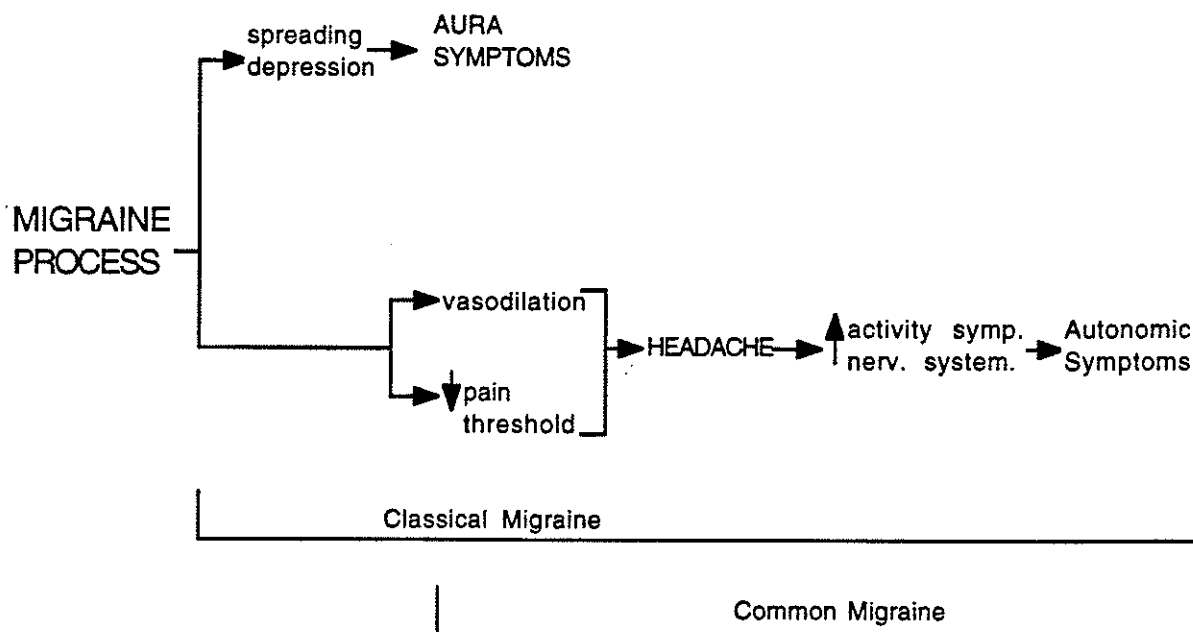 spreading
depression
AURA
SYMPTOMS
MIGRAINE
PROCESS
vasodilation
pain
threshold
HEADACHE
activity symp.
nerv. system.
Autonomic
Symptoms
Classical Migraine
Common Migraine